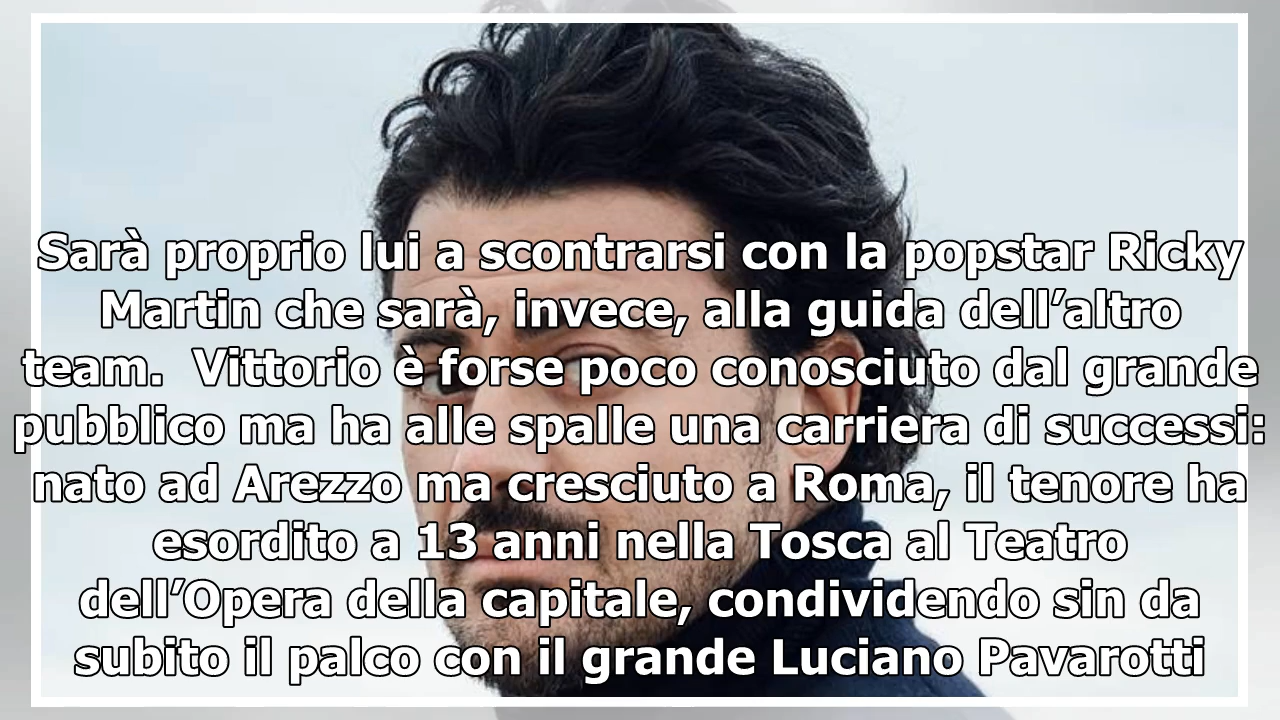 Sarà proprio lui a scontrarsi con la popstar Ricky
Martin che sarà, invece, alla guida dell’altro
team.  Vittorio è forse poco conosciuto dal grande
pubblico ma ha alle spalle una carriera di successi:
nato ad Arezzo ma cresciuto a Roma, il tenore ha
esordito a 13 anni nella Tosca al Teatro
dell’Opera della capitale, condividendo sin da
subito il palco con il grande Luciano Pavarotti